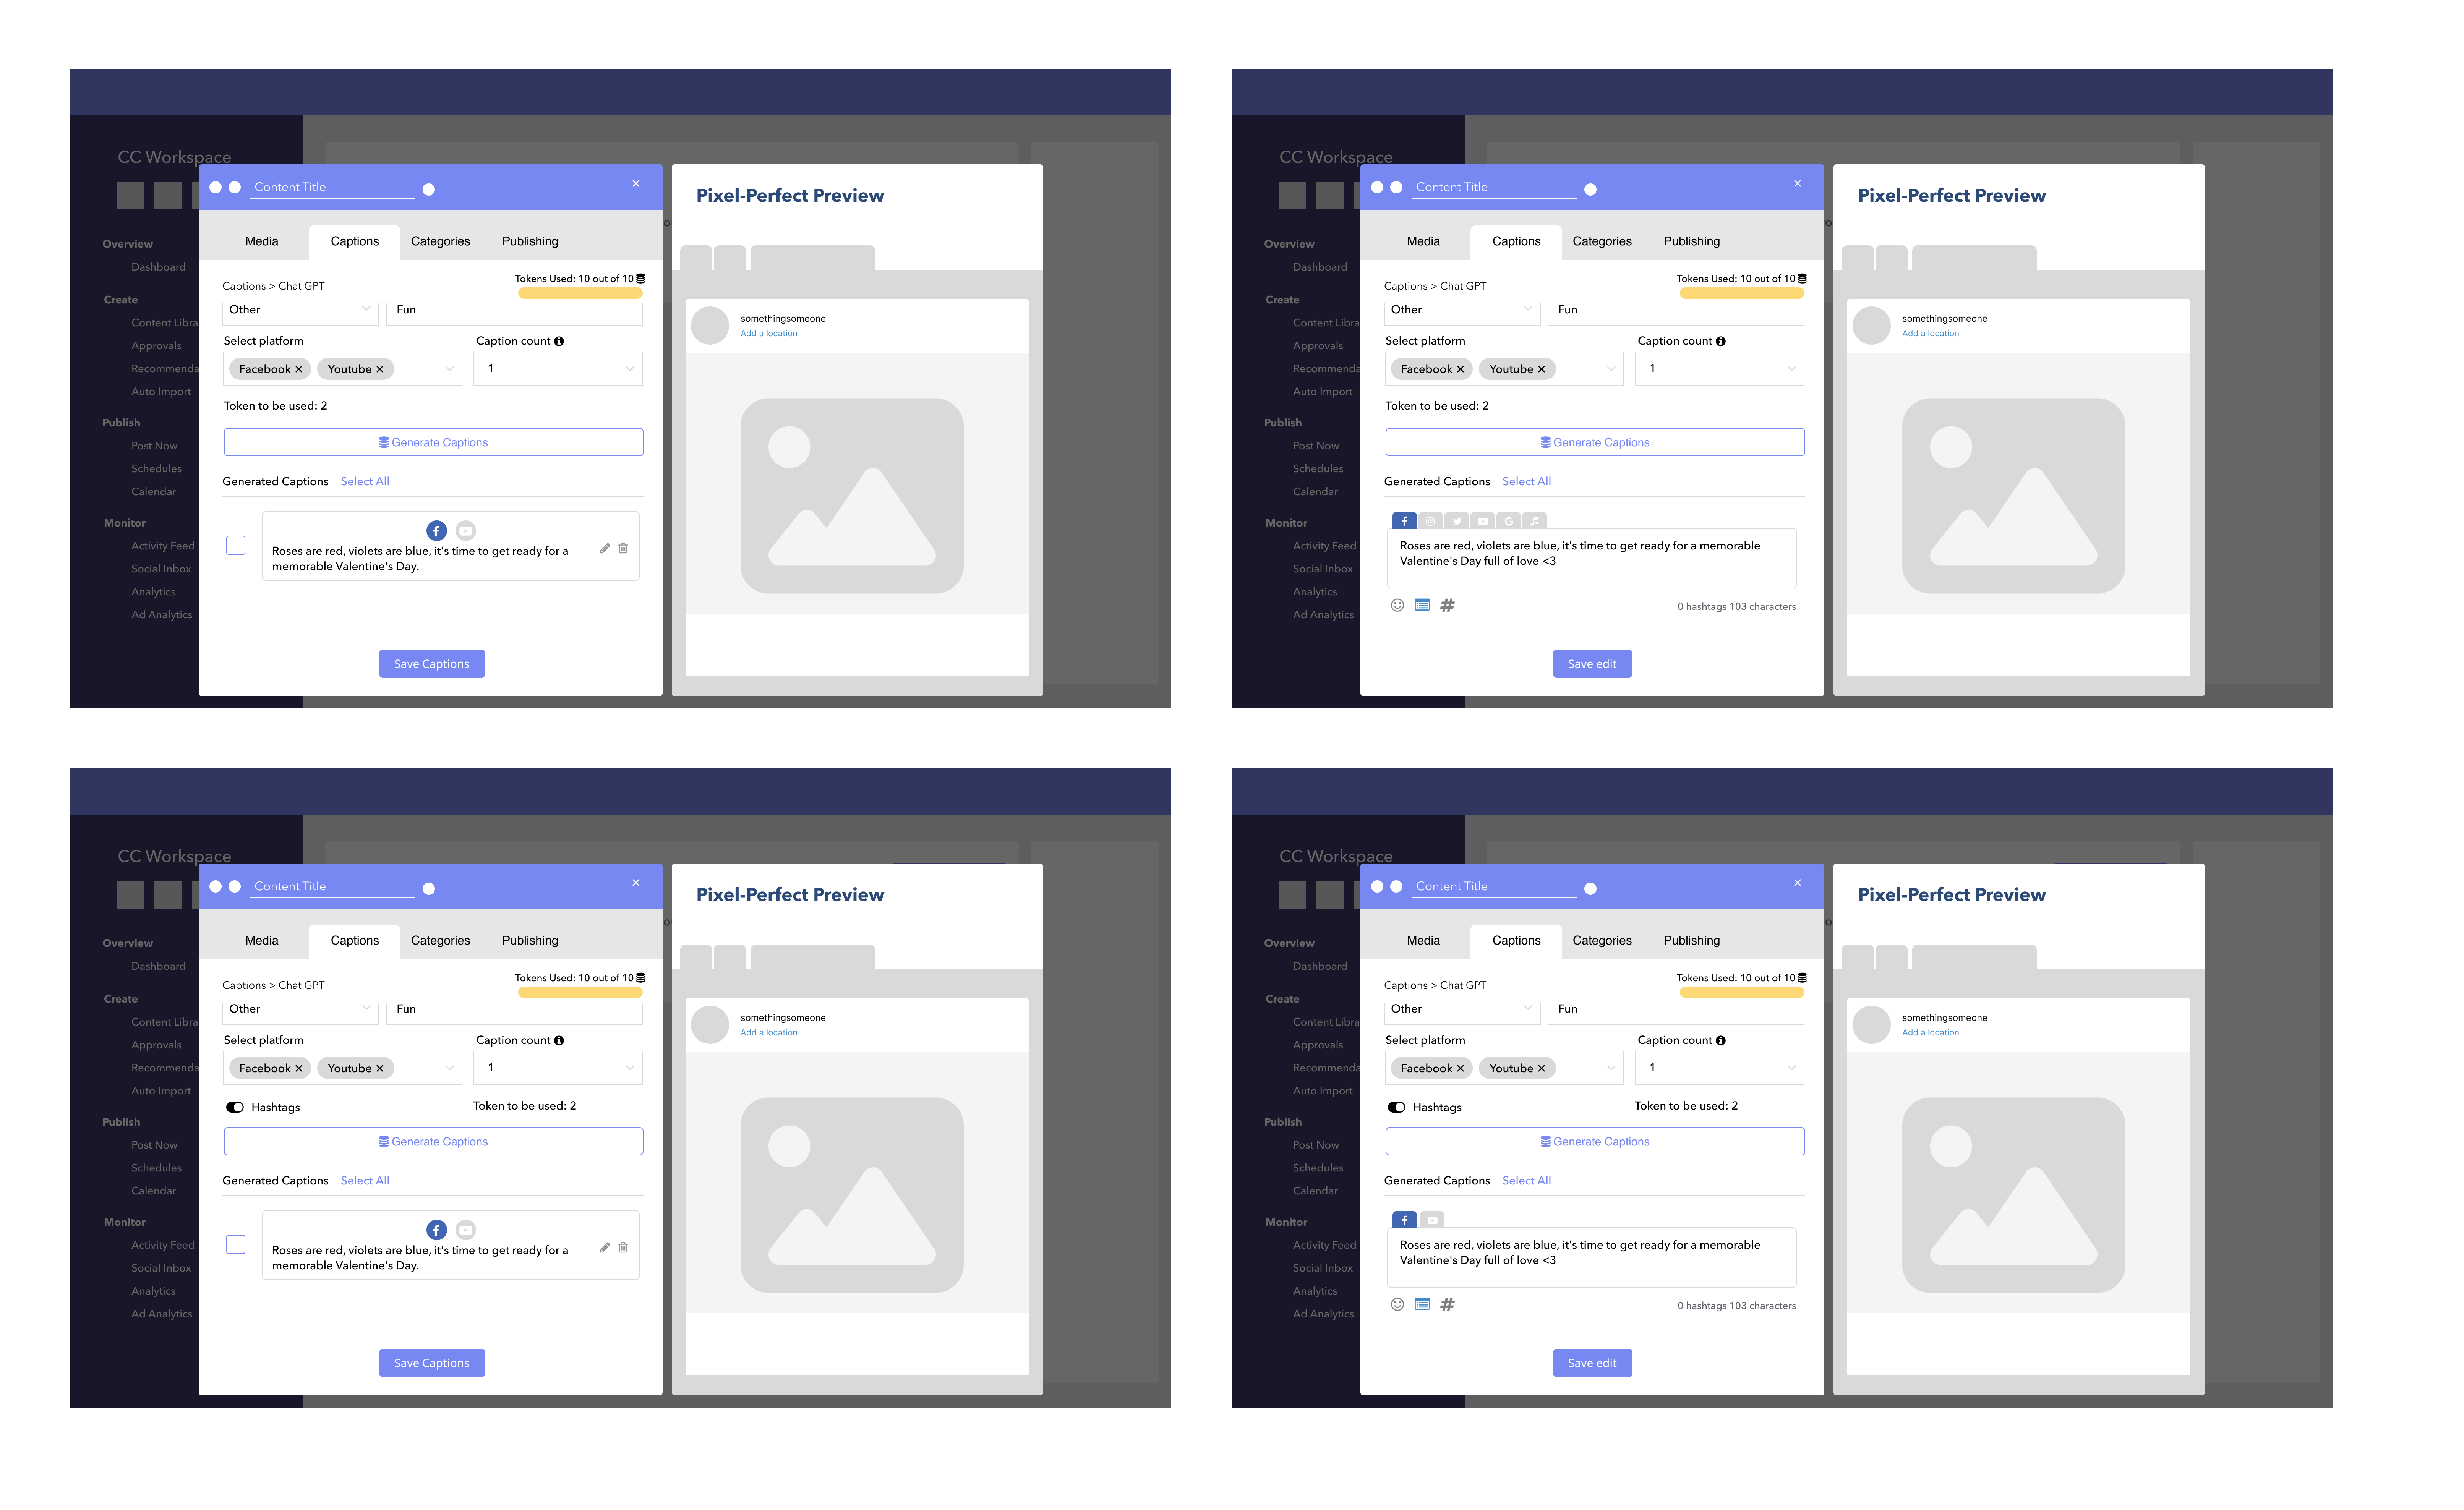 CC Workspace
Overview
Dashboard
Create
Content Libra
Approvals
Recommenda
Auto Import
Publish
Post Now
Schedules
Calendar
Monitor
Activity Feed
Social Inbox
Analytics
Ad Analytics
Content Title
×
Media Captions Categories Publishing
Tokens Used: 10 out of 10
Captions > Chat GPT
Other Fun
Select platform Caption count
Facebook × Youtube × 1
Token to be used: 2
Generate Captions
Generated Captions Select All
Roses are red, violets are blue, it's time to get ready for a
memorable Valentine's Day.
Save Captions
Pixel-Perfect Preview
somethingsomeone
Add a location
CC Workspace
Overview
Dashboard
Create
Content Libra
Approvals
Recommenda
Auto Import
Publish
Post Now
Schedules
Calendar
Monitor
Activity Feed
Social Inbox
Analytics
Ad Analytics
Content Title
×
Media Captions Categories Publishing
Tokens Used: 10 out of 10
Captions > Chat GPT
Other Fun
Select platform Caption count
Facebook × Youtube × 1
Token to be used: 2
Generate Captions
Generated Captions Select All
Roses are red, violets are blue, it's time to get ready for a memorable
Valentine's Day full of love <3
# 0 hashtags 103 characters
Save edit
Pixel-Perfect Preview
somethingsomeone
Add a location
CC Workspace
Overview
Dashboard
Create
Content Libra
Approvals
Recommenda
Auto Import
Publish
Post Now
Schedules
Calendar
Monitor
Activity Feed
Social Inbox
Analytics
Ad Analytics
Content Title
×
Media Captions Categories Publishing
Tokens Used: 10 out of 10
Captions > Chat GPT
Other Fun
Select platform Caption count
Facebook × Youtube × 1
Hashtags Token to be used: 2
Generate Captions
Generated Captions Select All
Roses are red, violets are blue, it's time to get ready for a
memorable Valentine's Day.
Save Captions
Pixel-Perfect Preview
somethingsomeone
Add a location
CC Workspace
Overview
Dashboard
Create
Content Libra
Approvals
Recommenda
Auto Import
Publish
Post Now
Schedules
Calendar
Monitor
Activity Feed
Social Inbox
Analytics
Ad Analytics
Content Title
×
Media Captions Categories Publishing
Tokens Used: 10 out of 10
Captions > Chat GPT
Other Fun
Select platform Caption count
Facebook × Youtube × 1
Hashtags Token to be used: 2
Generate Captions
Generated Captions Select All
Roses are red, violets are blue, it's time to get ready for a memorable
Valentine's Day full of love <3
# 0 hashtags 103 characters
Save edit
Pixel-Perfect Preview
somethingsomeone
Add a location